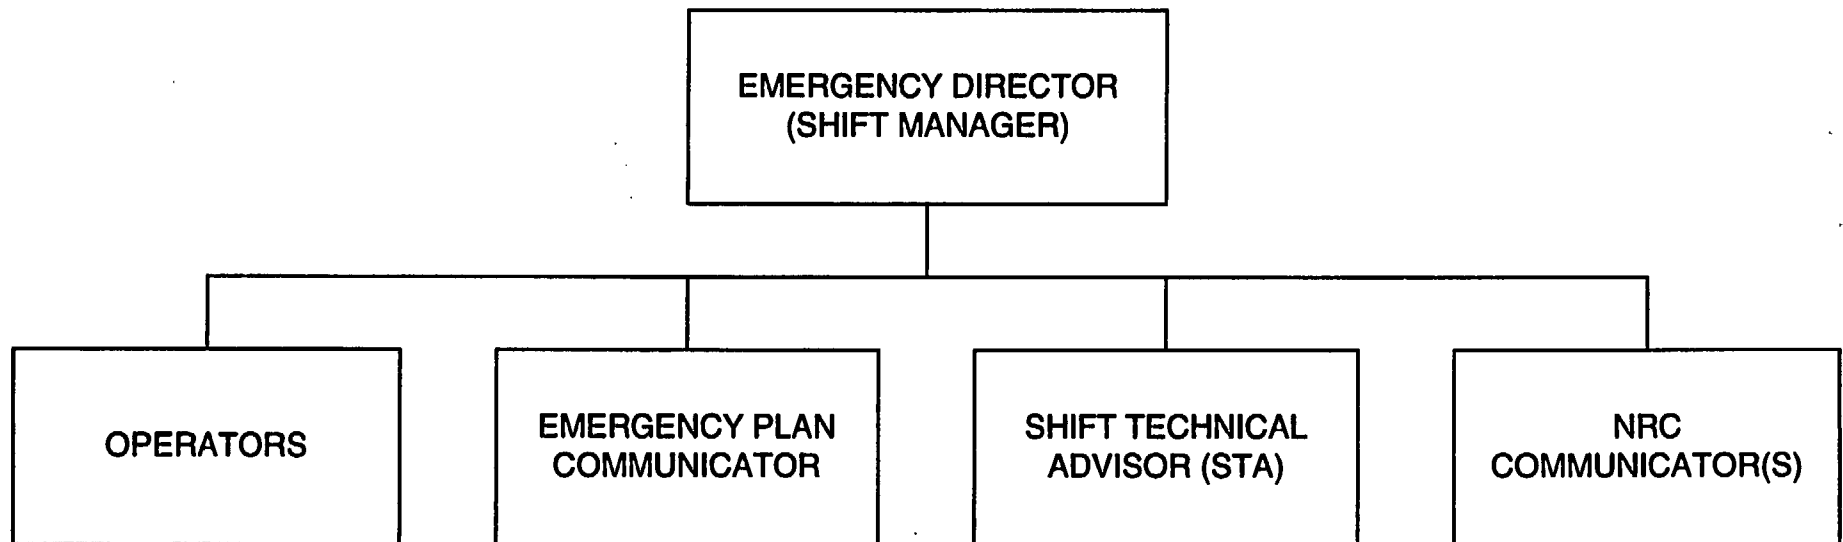 EMERGENCY DIRECTOR
(SHIFT MANAGER)
OPERATORS
EMERGENCY PLAN
COMMUNICATOR
SHIFT TECHNICAL
ADVISOR (STA)
NRC
COMMUNICATOR(S)